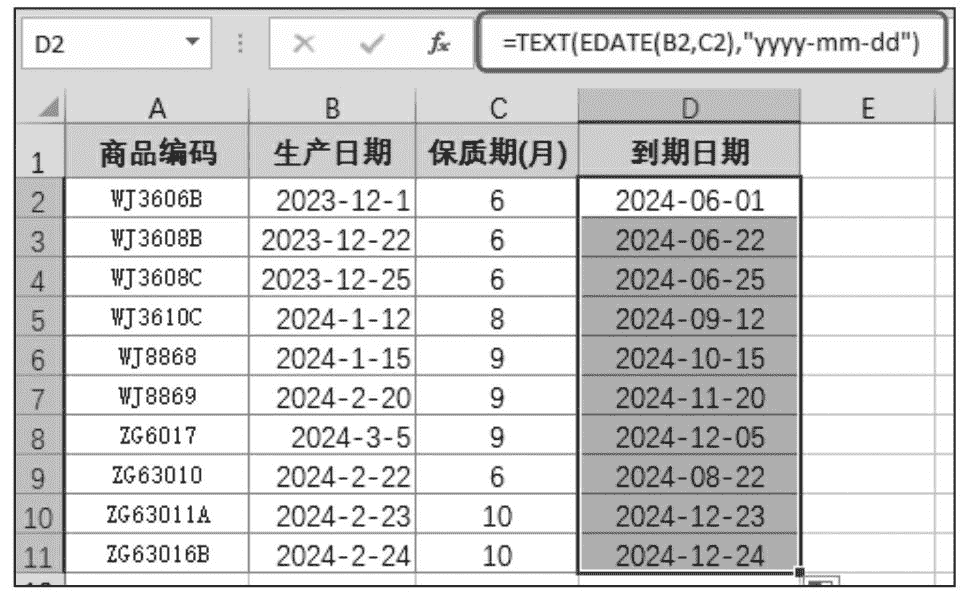 D2 fx =TEXT(EDATE(B2,C2),"yyyy-mm-dd")
A B C D E
1 商品编码 生产日期 保质期(月) 到期日期
2 WJ3606B 2023-12-1 6 2024-06-01
3 WJ3608B 2023-12-22 6 2024-06-22
4 WJ3608C 2023-12-25 6 2024-06-25
5 WJ3610C 2024-1-12 8 2024-09-12
6 WJ8868 2024-1-15 9 2024-10-15
7 WJ8869 2024-2-20 9 2024-11-20
8 ZG6017 2024-3-5 9 2024-12-05
9 ZG63010 2024-2-22 6 2024-08-22
10 ZG63011A 2024-2-23 10 2024-12-23
11 ZG63016B 2024-2-24 10 2024-12-24